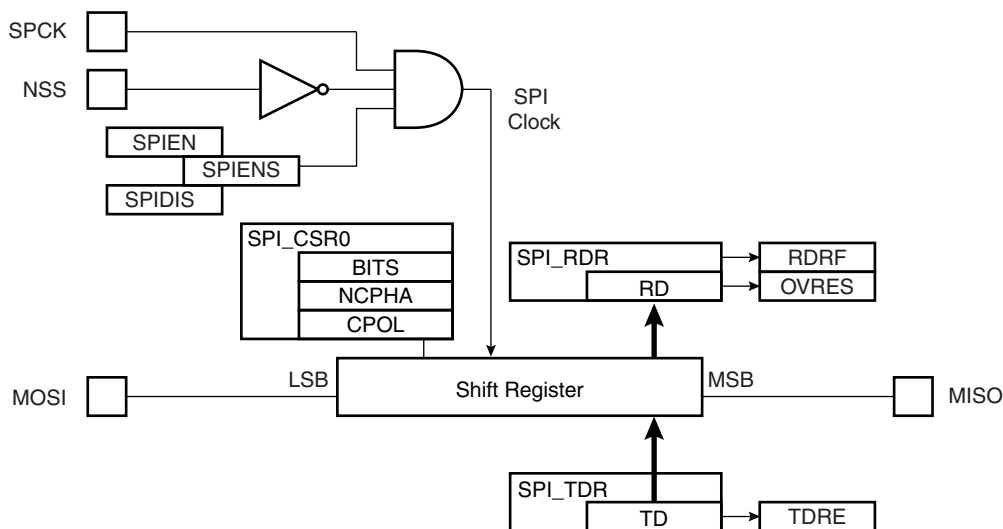 SPCK
NSS
SPI
Clock
SPIEN
SPIENS
SPIDIS
SPI_CSR0
BITS
NCPHA
CPOL
SPI_RDR
RD
RDRF
OVRES
MOSI
LSB
Shift Register
MSB
MISO
SPI_TDR
TD
TDRE